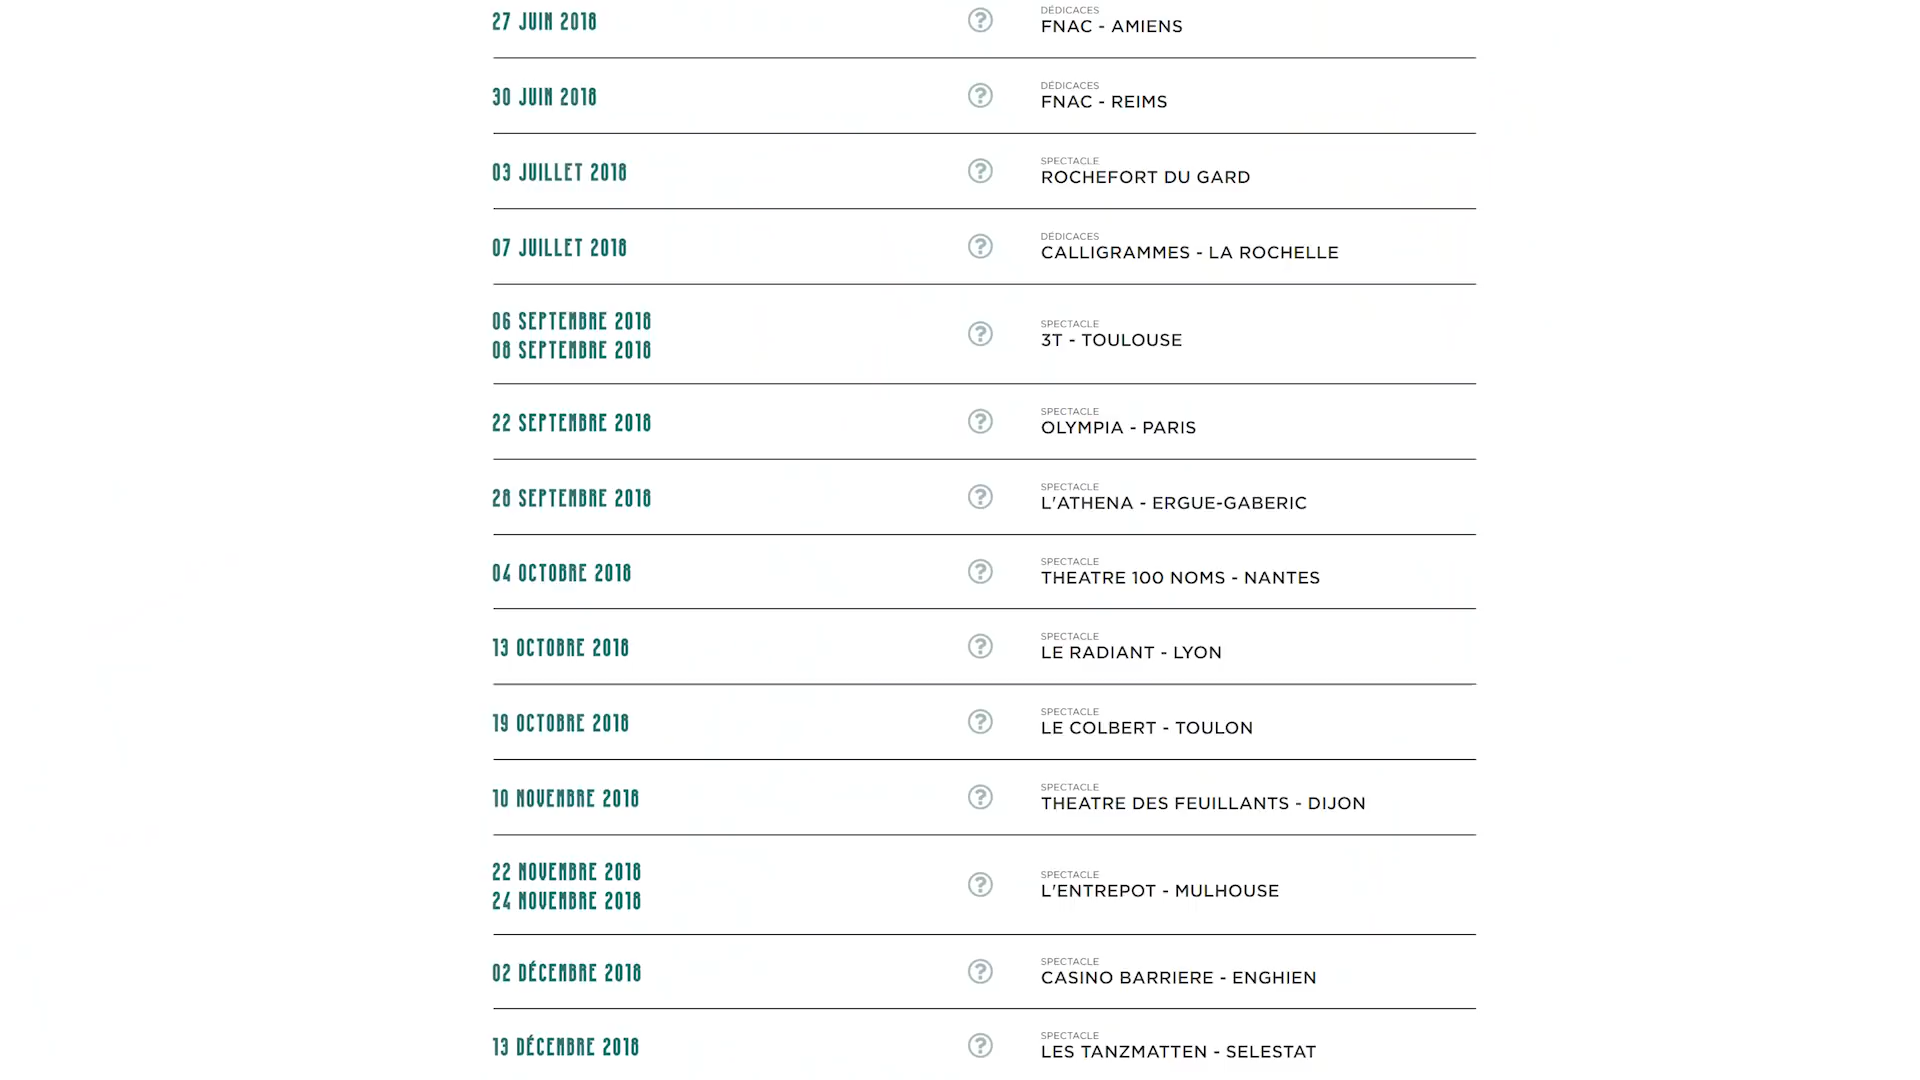 27 JUIN 2018
DÉDICACES
FNAC - AMIENS
30 JUIN 2018
DÉDICACES
FNAC - REIMS
03 JUILLET 2018
SPECTACLE
ROCHEFORT DU GARD
07 JUILLET 2018
DÉDICACES
CALLIGRAMMES - LA ROCHELLE
06 SEPTEMBRE 2018
08 SEPTEMBRE 2018
SPECTACLE
3T - TOULOUSE
22 SEPTEMBRE 2018
SPECTACLE
OLYMPIA - PARIS
28 SEPTEMBRE 2018
SPECTACLE
L'ATHENA - ERGUE-GABERIC
04 OCTOBRE 2018
SPECTACLE
THEATRE 100 NOMS - NANTES
13 OCTOBRE 2018
SPECTACLE
LE RADIANT - LYON
19 OCTOBRE 2018
SPECTACLE
LE COLBERT - TOULON
10 NOVEMBRE 2018
SPECTACLE
THEATRE DES FEUILLANTS - DIJON
22 NOVEMBRE 2018
24 NOVEMBRE 2018
SPECTACLE
L'ENTREPOT - MULHOUSE
02 DÉCEMBRE 2018
SPECTACLE
CASINO BARRIERE - ENGHIEN
13 DÉCEMBRE 2018
SPECTACLE
LES TANZMATTEN - SELESTAT